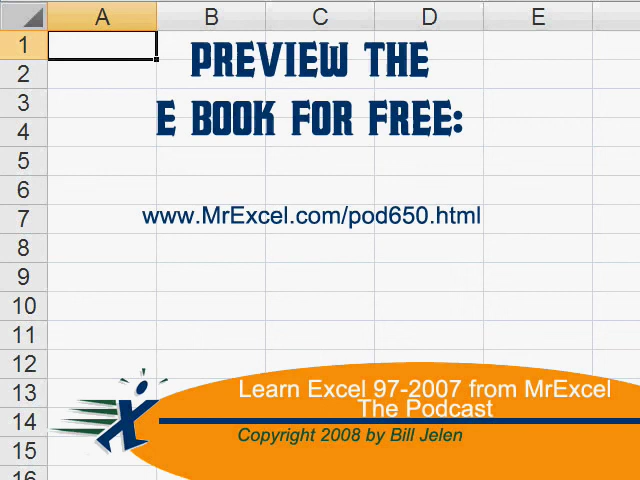 A B C D E
1
PREVIEW THE
2
3
E BOOK FOR FREE:
4
5
6
7
www.MrExcel.com/pod650.html
8
9
10
11
12
13
Learn Excel 97-2007 from MrExcel
The Podcast
14
Copyright 2008 by Bill Jelen
15
16